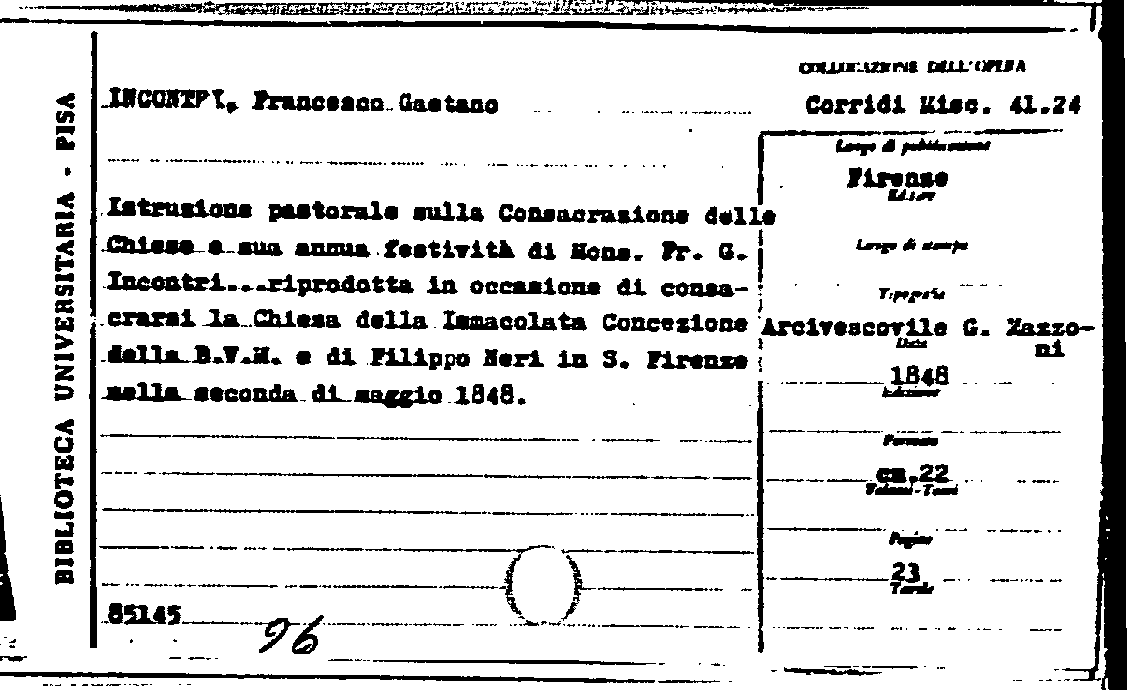 BIBLIOTECA UNIVERSITARIA - PISA
COLLOCAZIONE DELL'OPERA
INCONTRI, Francesco Gaetano
Corridi Misc. 41.24
Luogo di pubblicazione
Firenze
Editore
Istruzione pastorale sulla Consacrazione delle
Chiese e sua annua festività di Mons. Fr. G.
Luogo di stampa
Incontri...riprodotta in occasione di consa-
Tipografia
crarsi la Chiesa della Immacolata Concezione
Arcivescovile G. Mazzo-
ni
Data
della B.V.M. e di Filippo Neri in S. Firenze
1848
nella seconda di maggio 1848.
Edizione
Formato
cm.22
Volumi-Tomi
Pagine
23
Tavole
85145
96